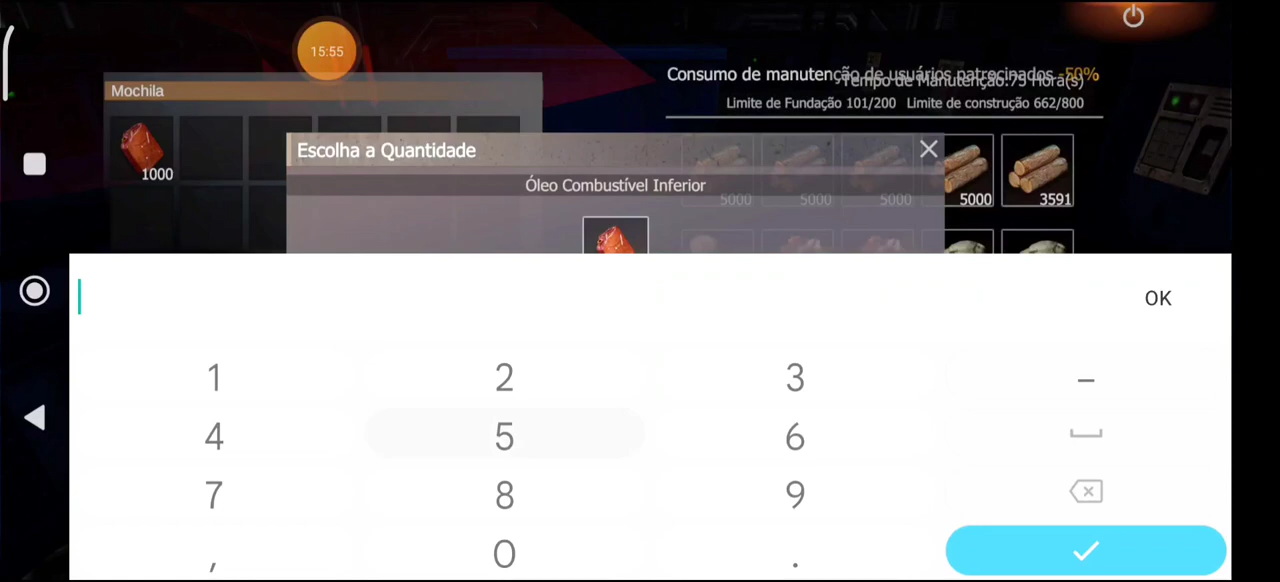 15:55
Consumo de manutenção de usuários patrocinados -50%
Tempo de Manutenção:73 Hora(s)
Limite de Fundação 101/200 Limite de construção 662/800
Mochila
1000
Escolha a Quantidade
Óleo Combustível Inferior
5000 5000 5000 5000 3591
OK
1 2 3 –
4 5 6
7 8 9
, 0 .